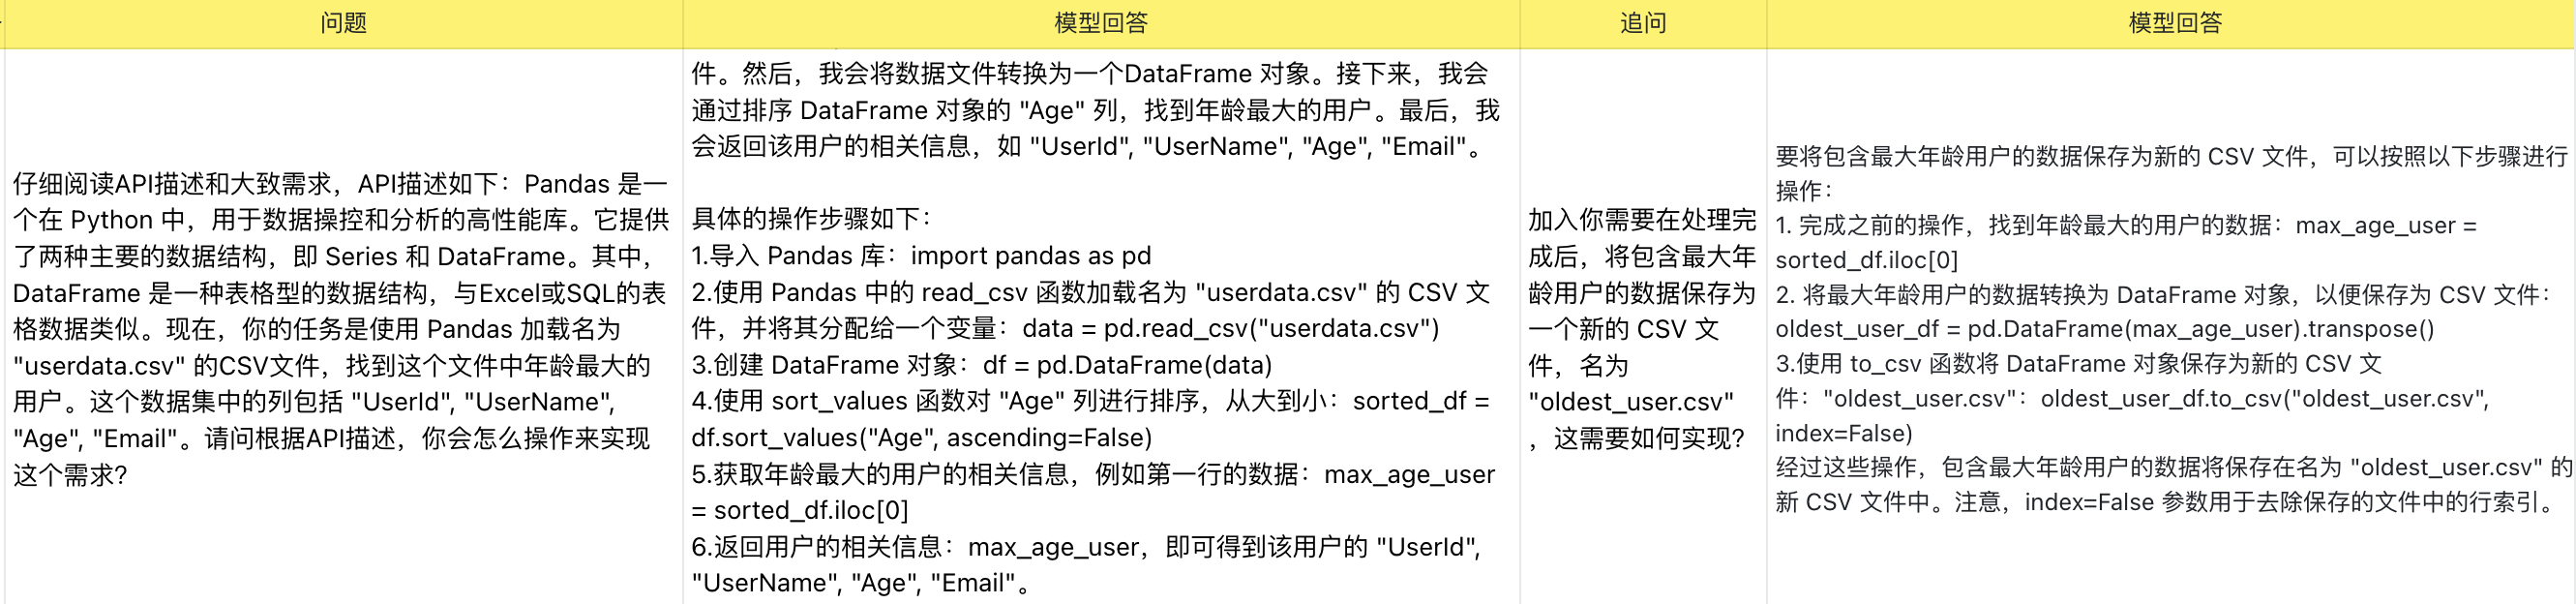 问题
模型回答
追问
模型回答
仔细阅读API描述和大致需求，API描述如下：Pandas 是一
个在 Python 中，用于数据操控和分析的高性能库。它提供
了两种主要的数据结构，即 Series 和 DataFrame。其中，
DataFrame 是一种表格型的数据结构，与Excel或SQL的表
格数据类似。现在，你的任务是使用 Pandas 加载名为
"userdata.csv" 的CSV文件，找到这个文件中年龄最大的
用户。这个数据集中的列包括 "UserId", "UserName",
"Age", "Email"。请问根据API描述，你会怎么操作来实现
这个需求？
件。然后，我会将数据文件转换为一个DataFrame 对象。接下来，我会
通过排序 DataFrame 对象的 "Age" 列，找到年龄最大的用户。最后，我
会返回该用户的相关信息，如 "UserId", "UserName", "Age", "Email"。
具体的操作步骤如下：
1.导入 Pandas 库：import pandas as pd
2.使用 Pandas 中的 read_csv 函数加载名为 "userdata.csv" 的 CSV 文
件，并将其分配给一个变量：data = pd.read_csv("userdata.csv")
3.创建 DataFrame 对象：df = pd.DataFrame(data)
4.使用 sort_values 函数对 "Age" 列进行排序，从大到小：sorted_df =
df.sort_values("Age", ascending=False)
5.获取年龄最大的用户的相关信息，例如第一行的数据：max_age_user
= sorted_df.iloc[0]
6.返回用户的相关信息：max_age_user，即可得到该用户的 "UserId",
"UserName", "Age", "Email"。
加入你需要在处理完
成后，将包含最大年
龄用户的数据保存为
一个新的 CSV 文
件，名为
"oldest_user.csv"
，这需要如何实现？
要将包含最大年龄用户的数据保存为新的 CSV 文件，可以按照以下步骤进行
操作：
1. 完成之前的操作，找到年龄最大的用户的数据：max_age_user =
sorted_df.iloc[0]
2. 将最大年龄用户的数据转换为 DataFrame 对象，以便保存为 CSV 文件：
oldest_user_df = pd.DataFrame(max_age_user).transpose()
3.使用 to_csv 函数将 DataFrame 对象保存为新的 CSV 文
件："oldest_user.csv"：oldest_user_df.to_csv("oldest_user.csv",
index=False)
经过这些操作，包含最大年龄用户的数据将保存在名为 "oldest_user.csv" 的
新 CSV 文件中。注意，index=False 参数用于去除保存的文件中的行索引。